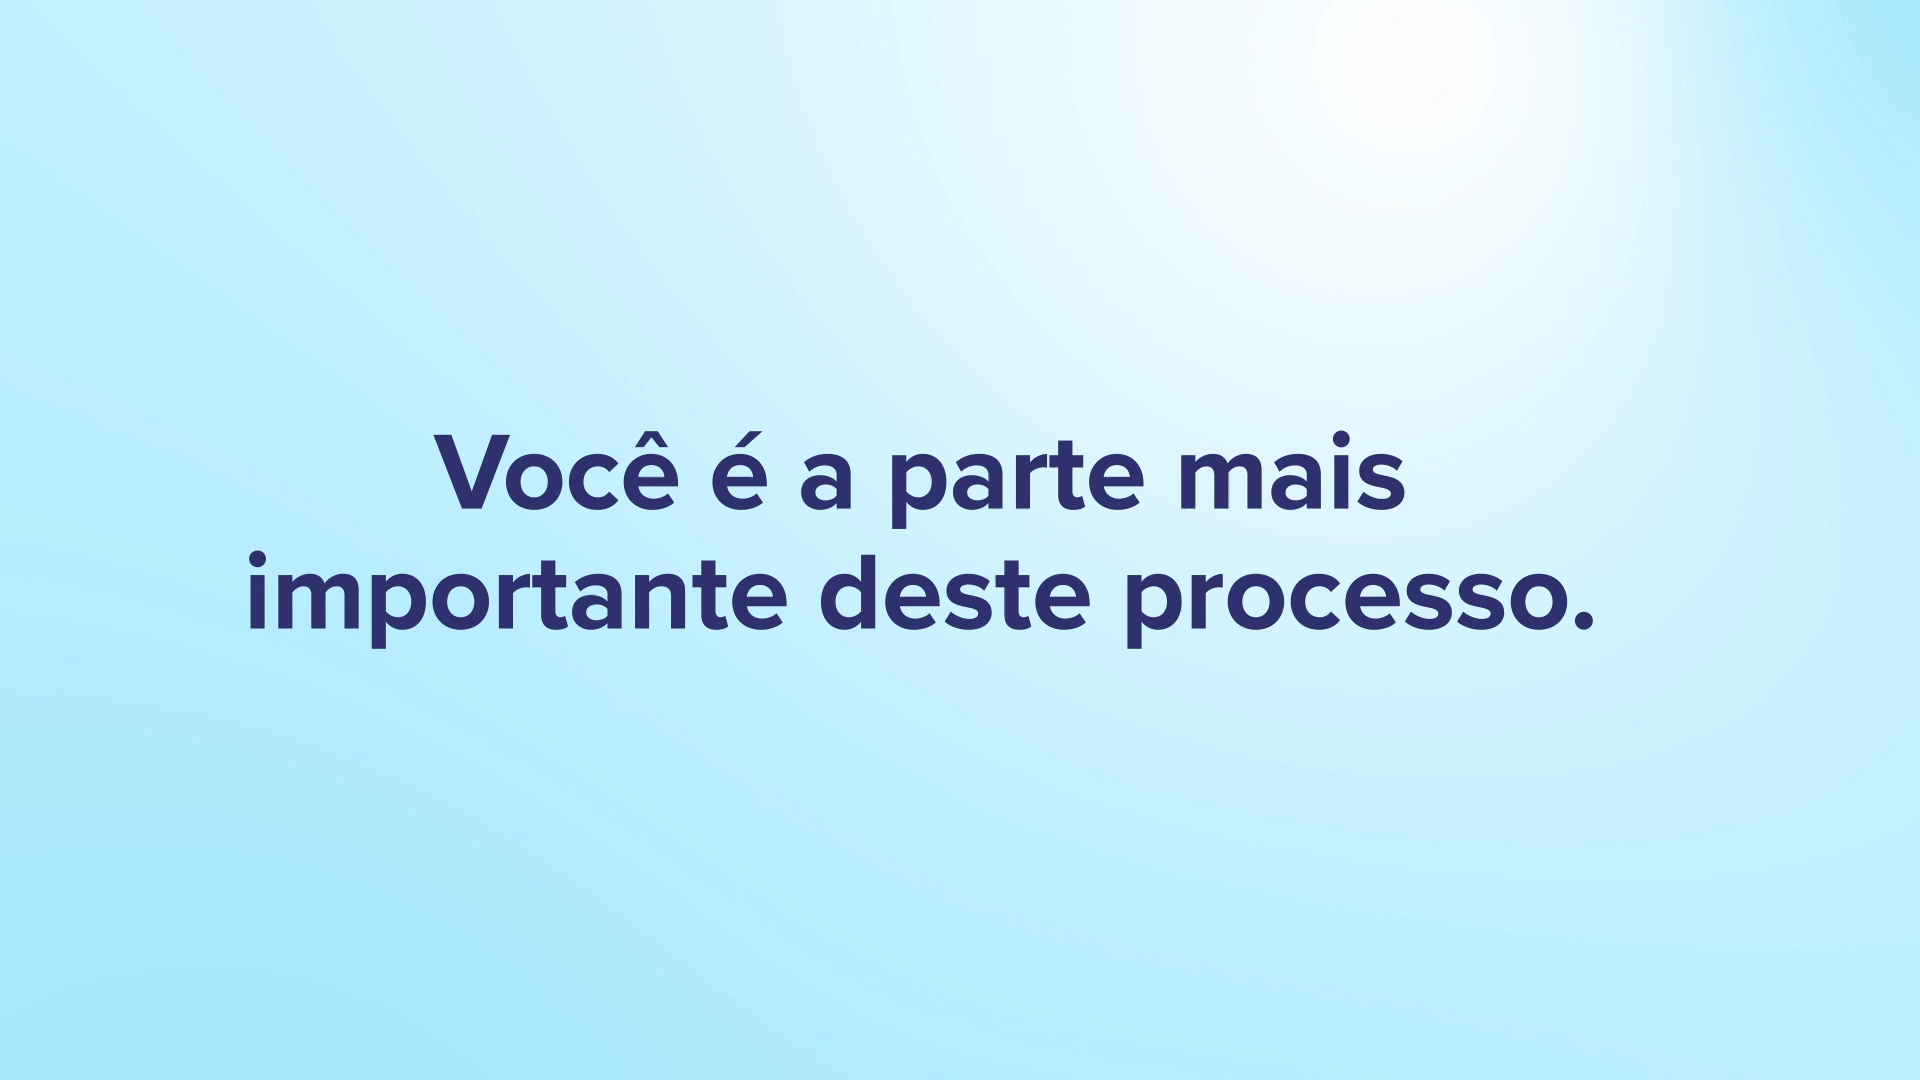 Você é a parte mais
importante deste processo.